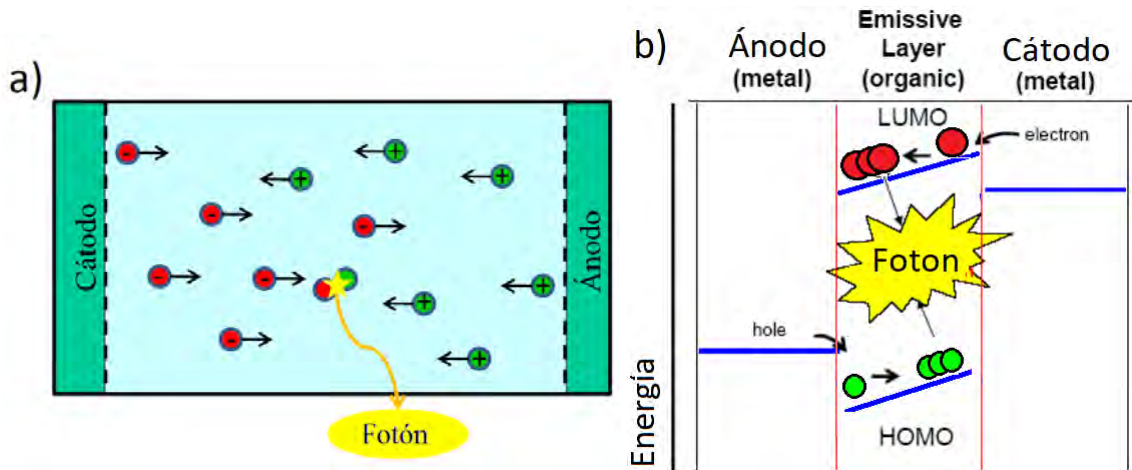 a)
Cátodo
-
+
+
+
-
-
-
-
+
+
-
+
Ánodo
Fotón
b)
Ánodo
(metal)
Emissive
Layer
(organic)
Cátodo
(metal)
LUMO
electron
Foton
hole
HOMO
Energía